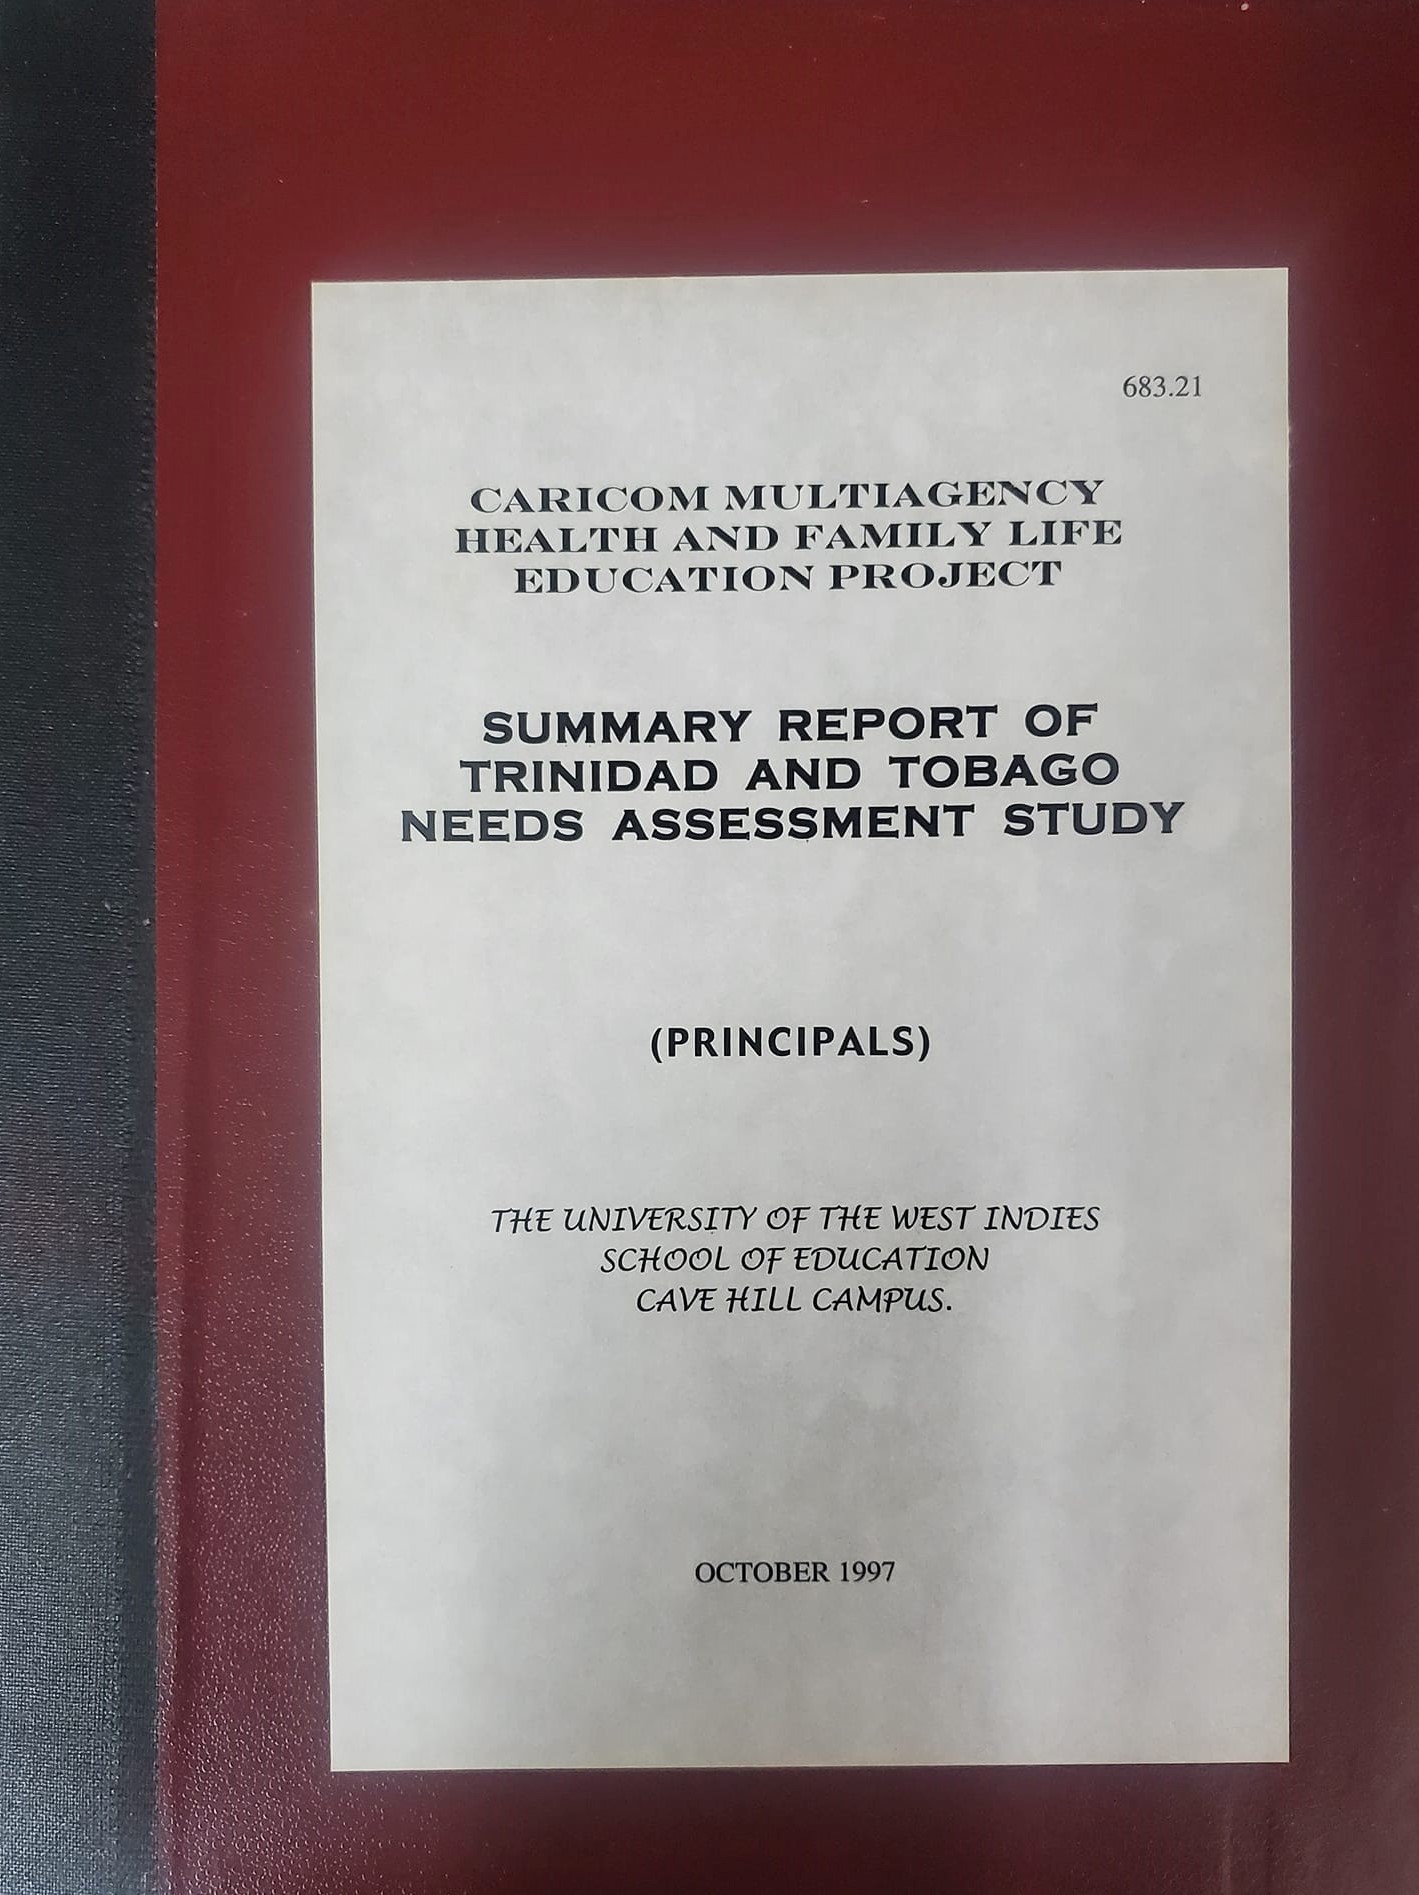 683.21
CARICOM MULTIAGENCY
HEALTH AND FAMILY LIFE
EDUCATION PROJECT
SUMMARY REPORT OF
TRINIDAD AND TOBAGO
NEEDS ASSESSMENT STUDY
(PRINCIPALS)
THE UNIVERSITY OF THE WEST INDIES
SCHOOL OF EDUCATION
CAVE HILL CAMPUS.
OCTOBER 1997